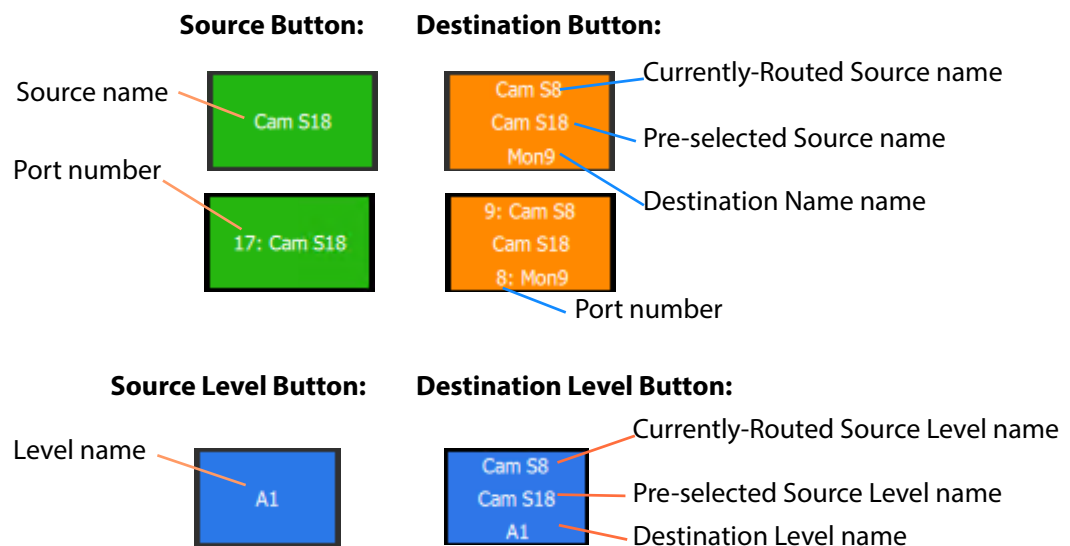 Source Button:
Destination Button:
Source name
Cam S18
Cam S8
Cam S18
Mon9
Currently-Routed Source name
Pre-selected Source name
Destination Name name
Port number
17: Cam S18
9: Cam S8
Cam S18
8: Mon9
Port number
Source Level Button:
Destination Level Button:
Level name
A1
Cam S8
Cam S18
A1
Currently-Routed Source Level name
Pre-selected Source Level name
Destination Level name